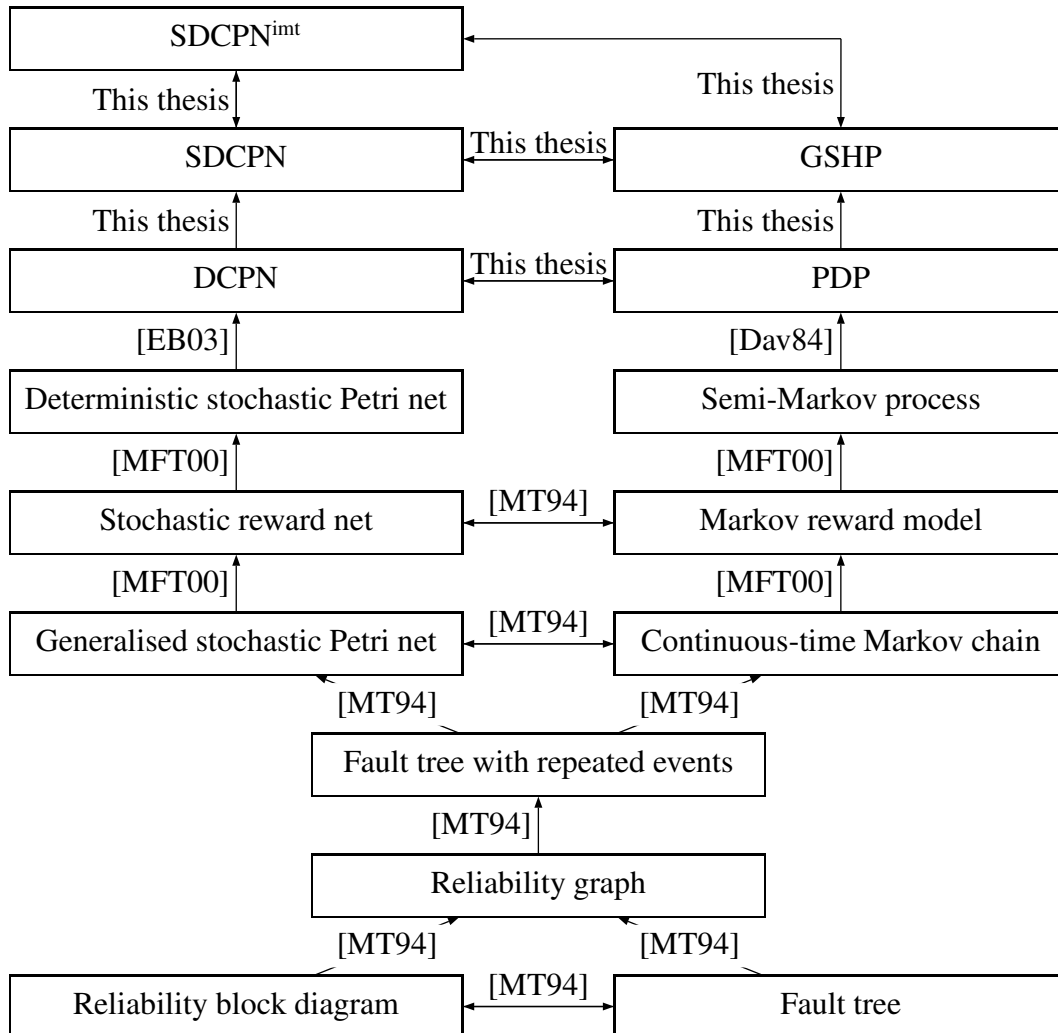 SDCPN^imt
This thesis
This thesis
SDCPN
This thesis
GSHP
This thesis
This thesis
DCPN
This thesis
PDP
[EB03]
[Dav84]
Deterministic stochastic Petri net
Semi-Markov process
[MFT00]
[MFT00]
Stochastic reward net
[MT94]
Markov reward model
[MFT00]
[MFT00]
Generalised stochastic Petri net
[MT94]
Continuous-time Markov chain
[MT94]
[MT94]
Fault tree with repeated events
[MT94]
Reliability graph
[MT94]
[MT94]
Reliability block diagram
[MT94]
Fault tree